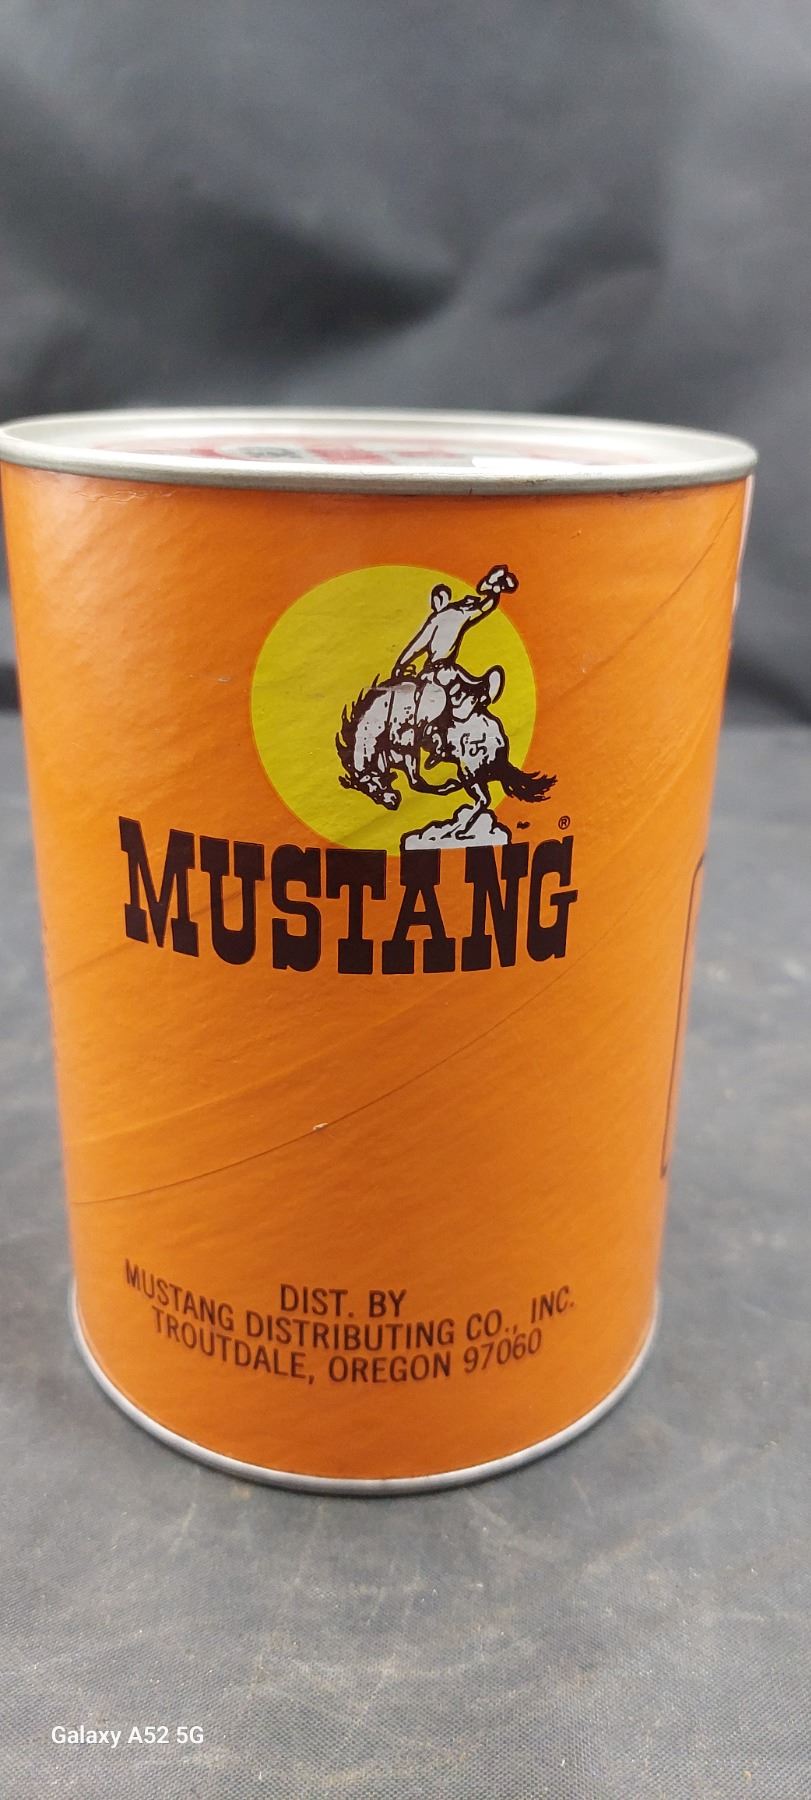 MUSTANG ®
DIST. BY
MUSTANG DISTRIBUTING CO., INC.
TROUTDALE, OREGON 97060
Galaxy A52 5G